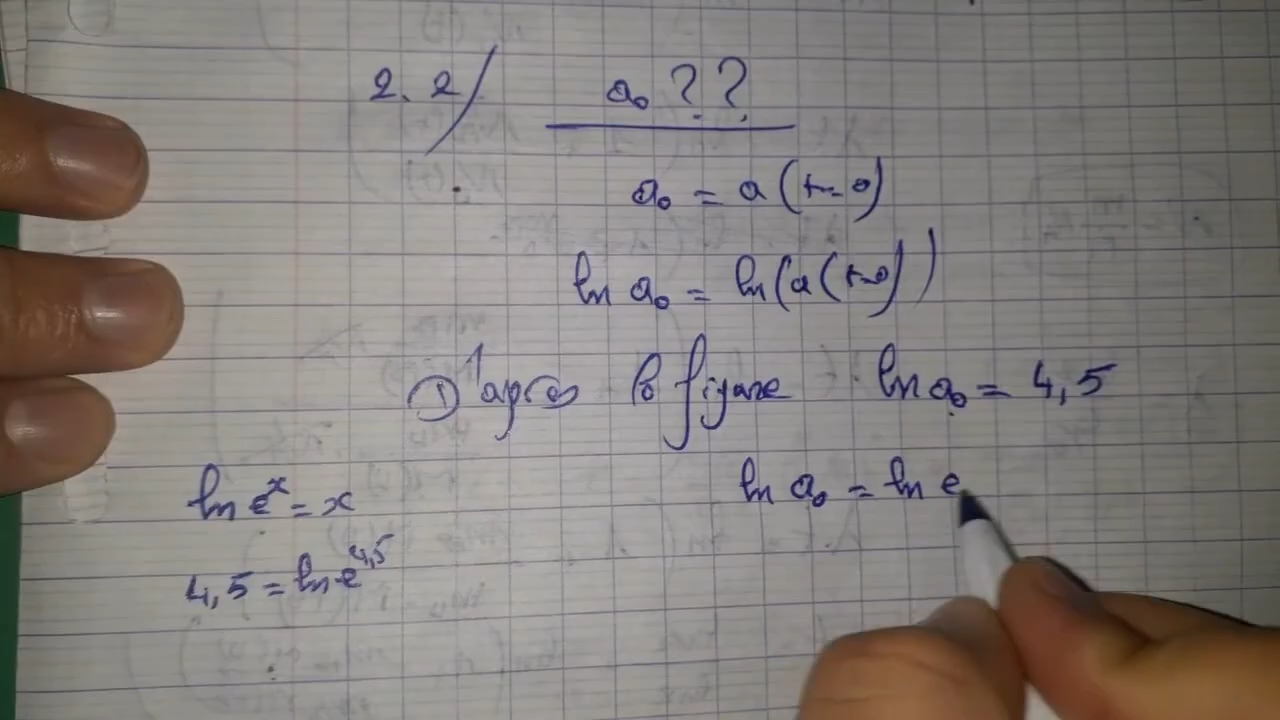 2.2/ a₀ ??
a₀ = a(t=0)
ln a₀ = ln(a(t=0))
D'après la figure ln a₀ = 4,5
ln eˣ = x ln a₀ = ln e
4,5 = ln e^4,5